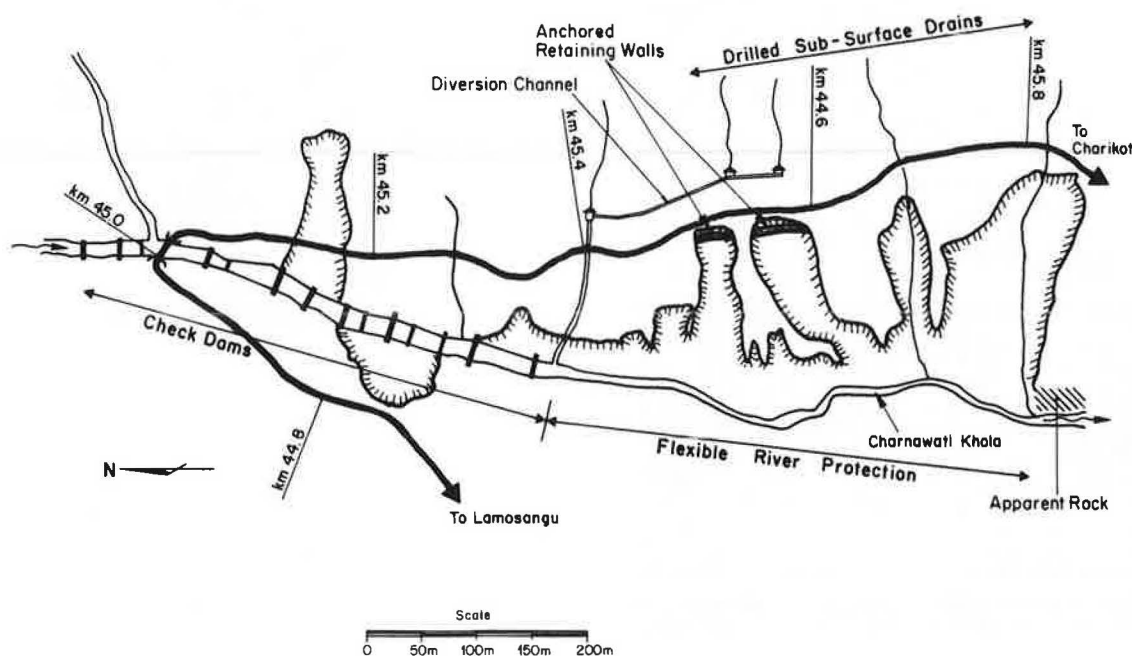 Anchored
Retaining Walls
Drilled Sub-Surface Drains
Diversion Channel
km 45.8
km 44.6
km 45.4
To
Charikot
km 45.2
km 45.0
Check Dams
Charnawati Khola
Flexible River Protection
N
km 44.8
Apparent Rock
To Lamosangu
Scale
0 50m 100m 150m 200m